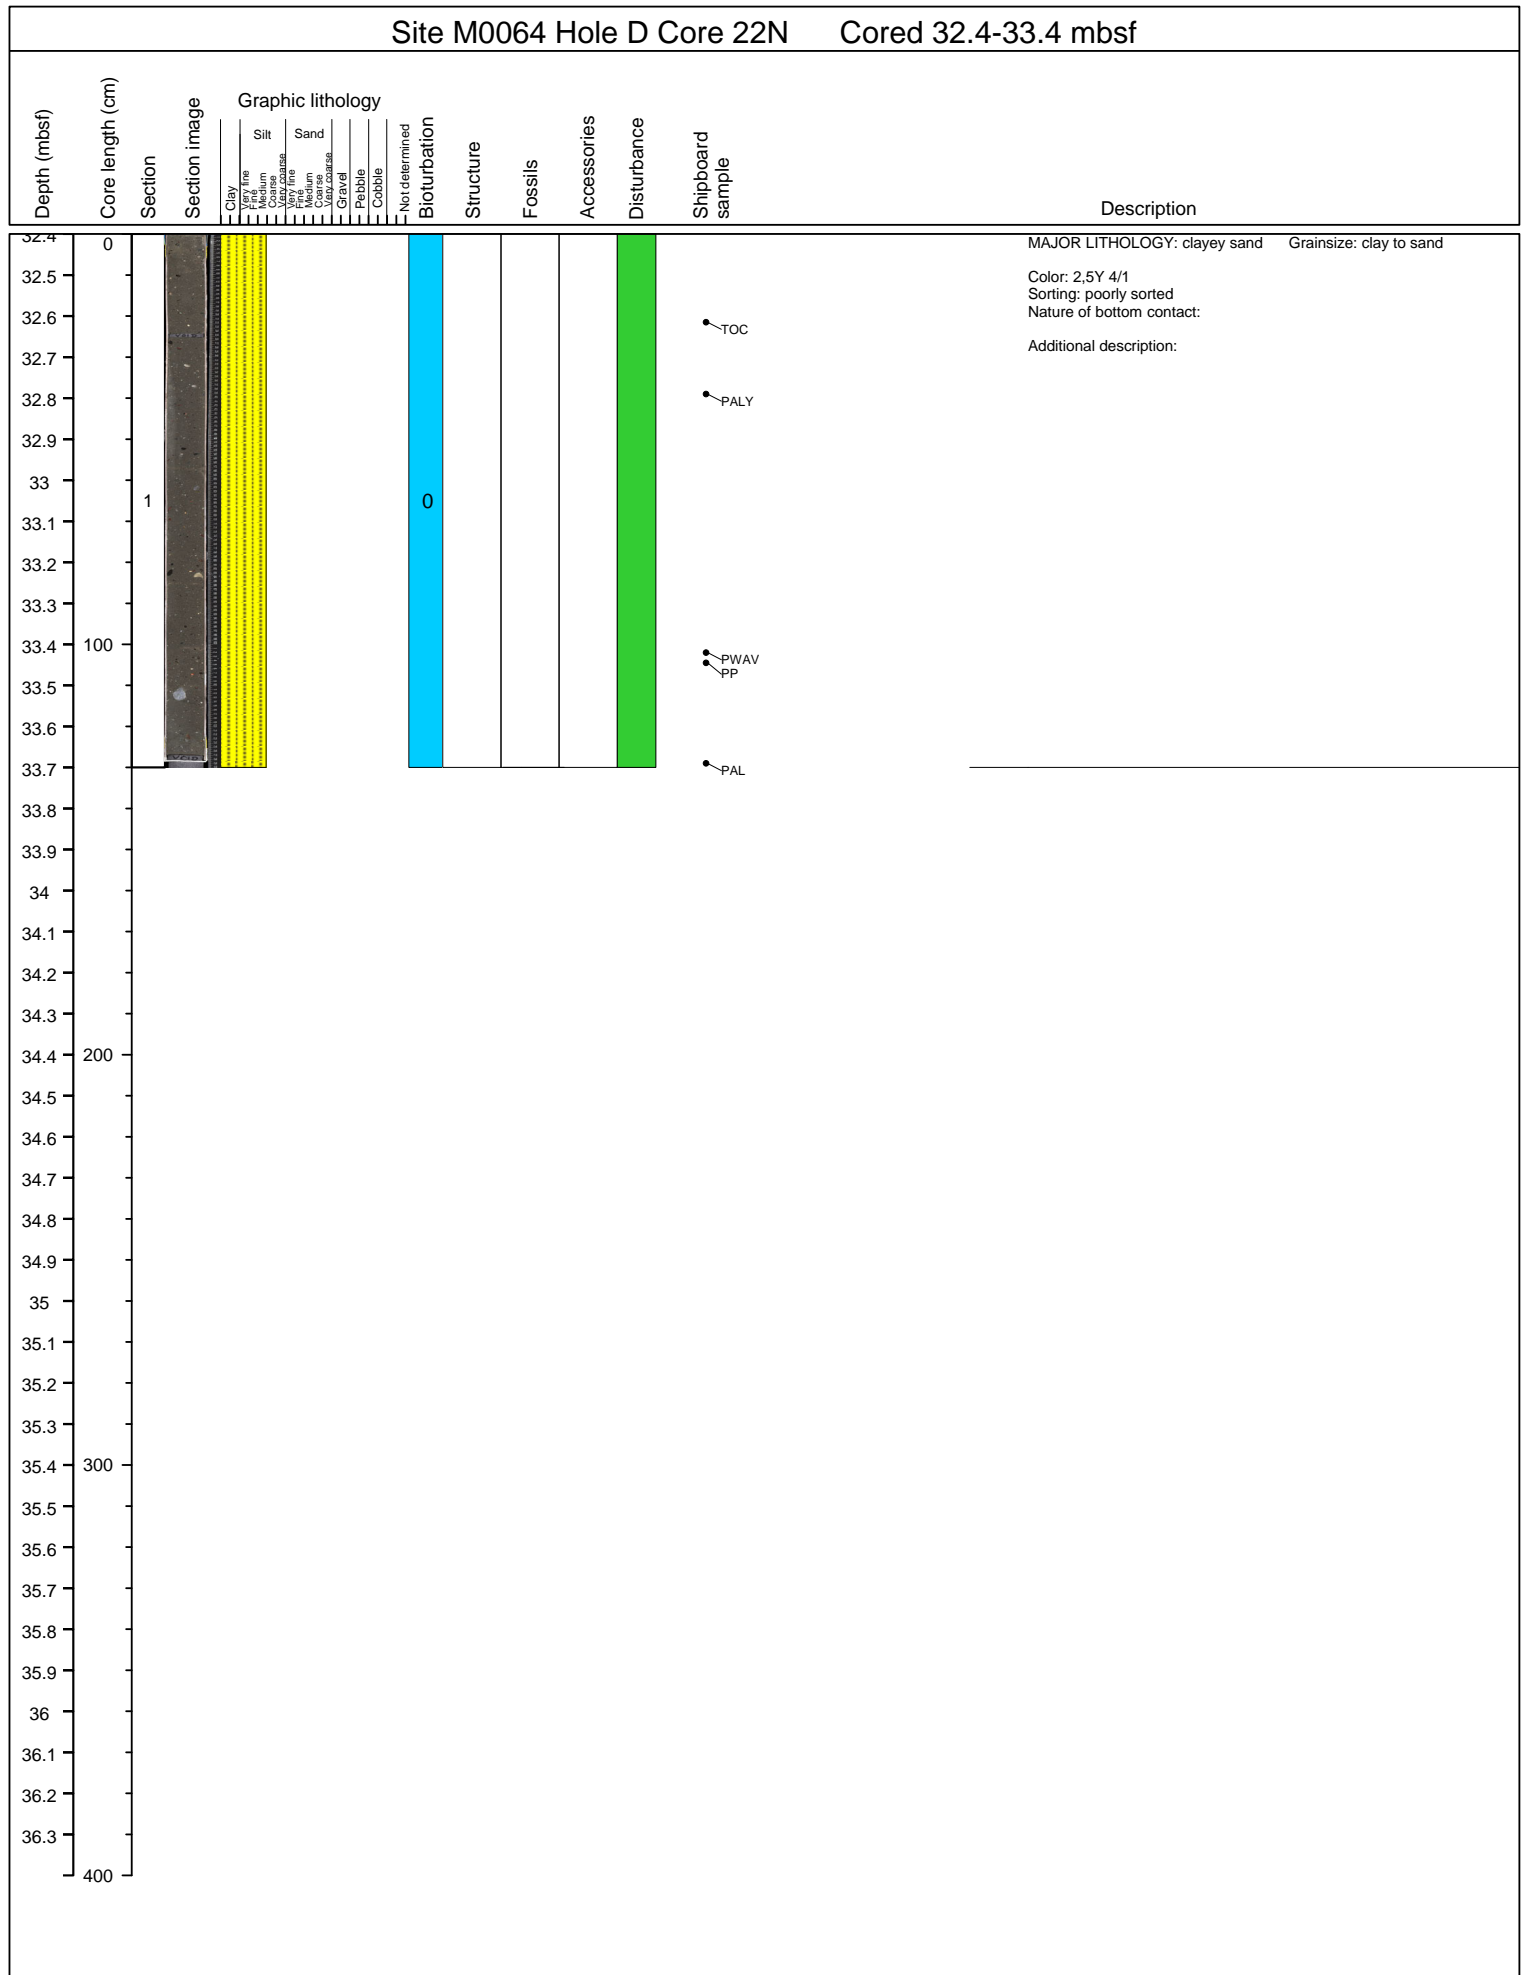 Site M0064 Hole D Core 22N Cored 32.4-33.4 mbsf
Depth (mbsf)
Core length (cm)
Section
Section image
Graphic lithology
Clay
Silt
Very fine
Fine
Medium
Coarse
Very coarse
Sand
Very fine
Fine
Medium
Coarse
Very coarse
Gravel
Pebble
Cobble
Not determined
Bioturbation
Structure
Fossils
Accessories
Disturbance
Shipboard
sample
Description
32.4
32.5
32.6
32.7
32.8
32.9
33
33.1
33.2
33.3
33.4
33.5
33.6
33.7
33.8
33.9
34
34.1
34.2
34.3
34.4
34.5
34.6
34.7
34.8
34.9
35
35.1
35.2
35.3
35.4
35.5
35.6
35.7
35.8
35.9
36
36.1
36.2
36.3
0
100
200
300
400
1
0
TOC
PALY
PWAV
PP
PAL
MAJOR LITHOLOGY: clayey sand Grainsize: clay to sand
Color: 2,5Y 4/1
Sorting: poorly sorted
Nature of bottom contact:
Additional description: